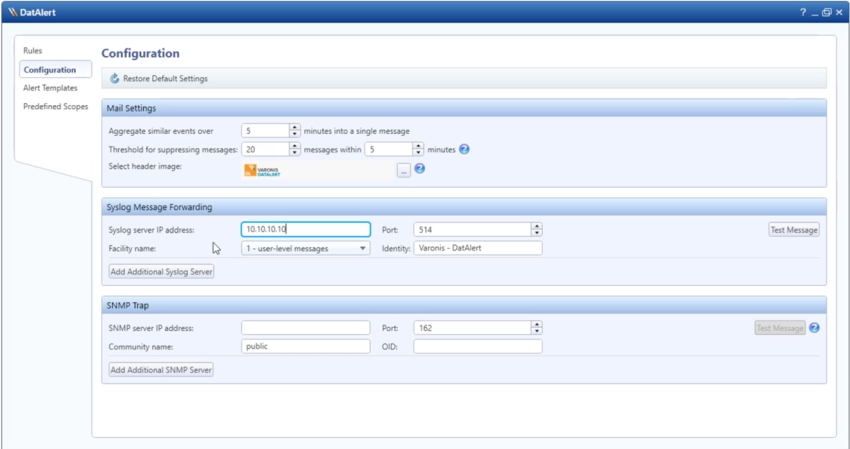 DatAlert
Rules
Configuration
Alert Templates
Predefined Scopes
Configuration
Restore Default Settings
Mail Settings
Aggregate similar events over 5 minutes into a single message
Threshold for suppressing messages: 20 messages within 5 minutes ?
Select header image: VARONIS DATALERT ... ?
Syslog Message Forwarding
Syslog server IP address: 10.10.10.10 Port: 514 Test Message
Facility name: 1 - user-level messages Identity: Varonis - DatAlert
Add Additional Syslog Server
SNMP Trap
SNMP server IP address: Port: 162 Test Message ?
Community name: public OID:
Add Additional SNMP Server